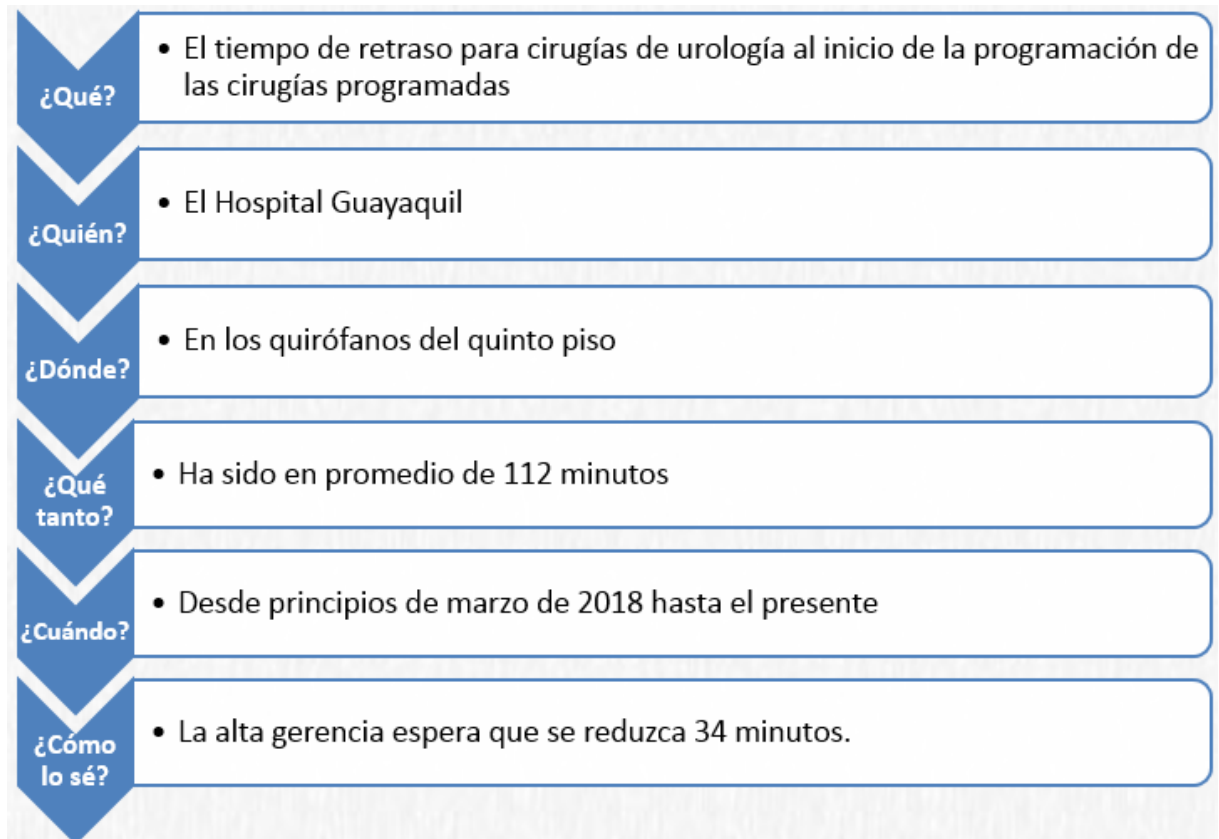 ¿Qué?
• El tiempo de retraso para cirugías de urología al inicio de la programación de
las cirugías programadas
¿Quién?
• El Hospital Guayaquil
¿Dónde?
• En los quirófanos del quinto piso
¿Qué
tanto?
• Ha sido en promedio de 112 minutos
¿Cuándo?
• Desde principios de marzo de 2018 hasta el presente
¿Cómo
lo sé?
• La alta gerencia espera que se reduzca 34 minutos.